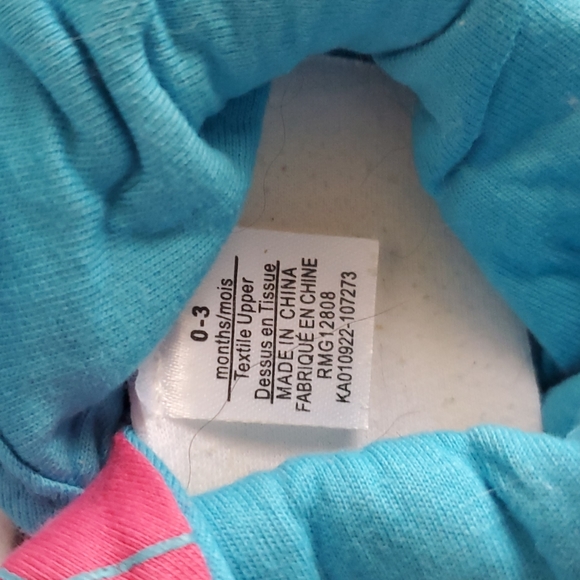 0-3
months/mois
Textile Upper
Dessus en Tissue
MADE IN CHINA
FABRIQUÉ EN CHINE
RMG12808
KA010922-107273